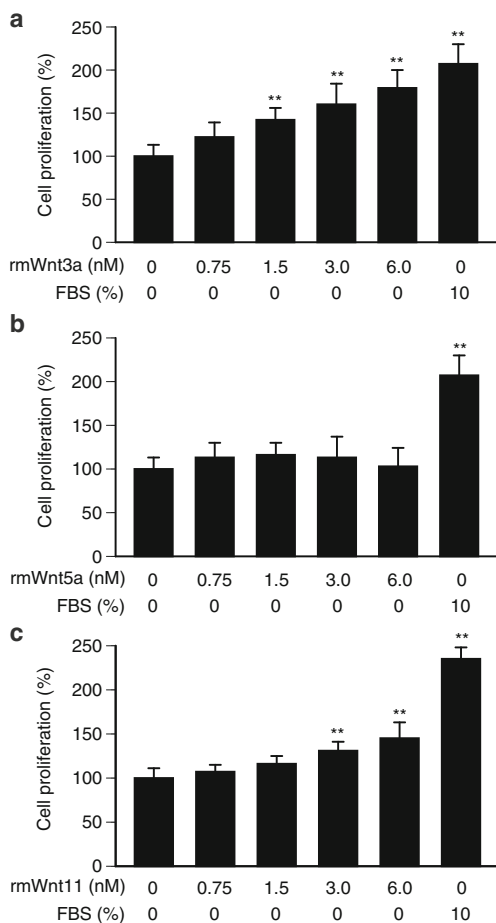 a
Cell proliferation (%)
250
200
150
100
50
0
** ** ** **
rmWnt3a (nM) 0 0.75 1.5 3.0 6.0 0
FBS (%) 0 0 0 0 0 10
b
Cell proliferation (%)
250
200
150
100
50
0
**
rmWnt5a (nM) 0 0.75 1.5 3.0 6.0 0
FBS (%) 0 0 0 0 0 10
c
Cell proliferation (%)
250
200
150
100
50
0
** ** **
rmWnt11 (nM) 0 0.75 1.5 3.0 6.0 0
FBS (%) 0 0 0 0 0 10